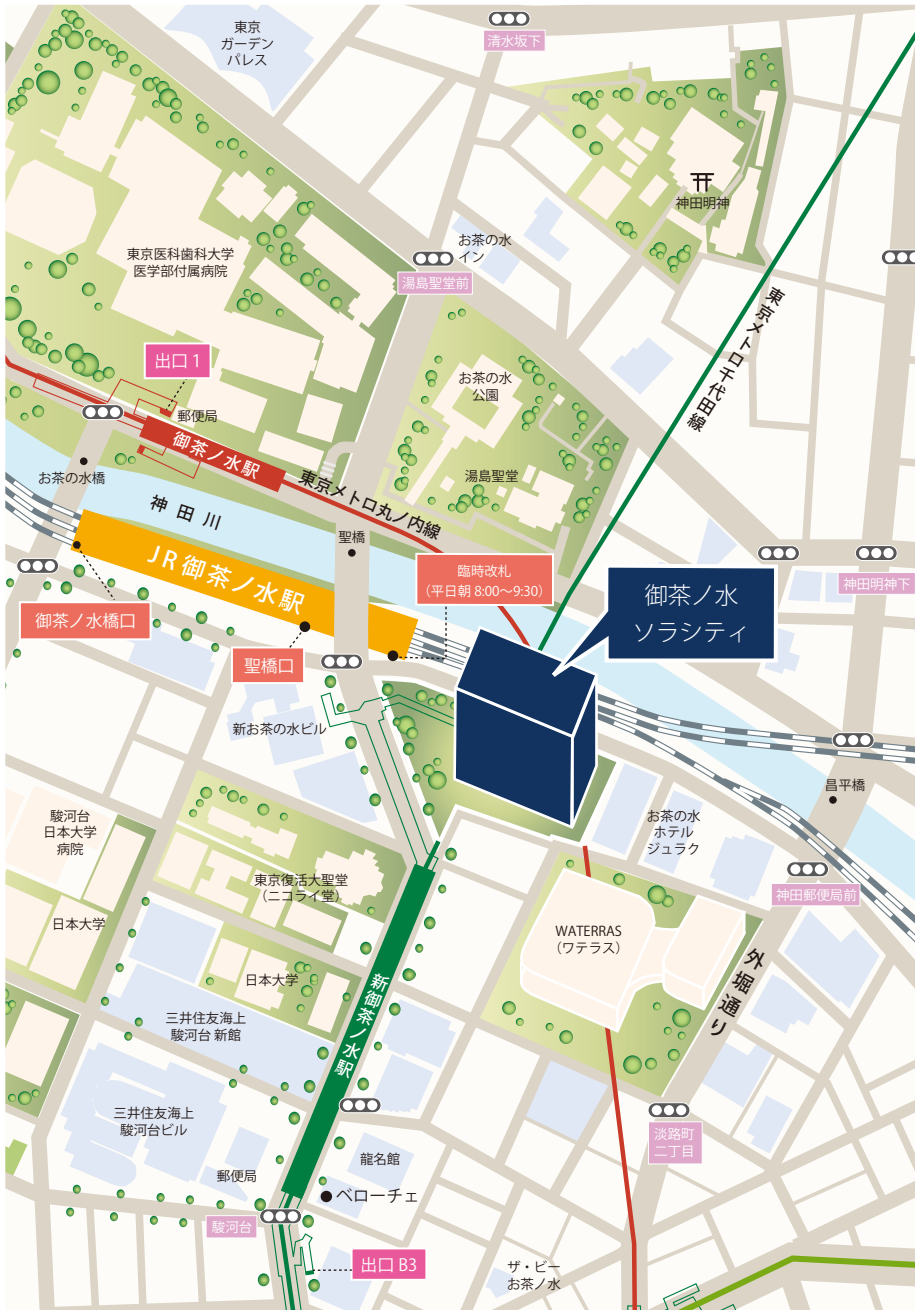 東京
ガーデン
パレス
清水坂下
神田明神
お茶の水
イン
東京医科歯科大学
医学部付属病院
湯島聖堂前
東京メトロ千代田線
出口 1
お茶の水
公園
郵便局
御茶ノ水駅
湯島聖堂
お茶の水橋
東京メトロ丸ノ内線
神田川
聖橋
JR 御茶ノ水駅
臨時改札
(平日朝 8:00〜9:30)
神田明神下
御茶ノ水
ソラシティ
御茶ノ水橋口
聖橋口
新お茶の水ビル
昌平橋
駿河台
日本大学
病院
お茶の水
ホテル
ジュラク
東京復活大聖堂
(ニコライ堂)
神田郵便局前
日本大学
WATERRAS
(ワテラス)
外堀通り
日本大学
新御茶ノ水駅
三井住友海上
駿河台 新館
三井住友海上
駿河台ビル
淡路町
二丁目
郵便局
龍名館
ベローチェ
駿河台
出口 B3
ザ・ビー
お茶ノ水